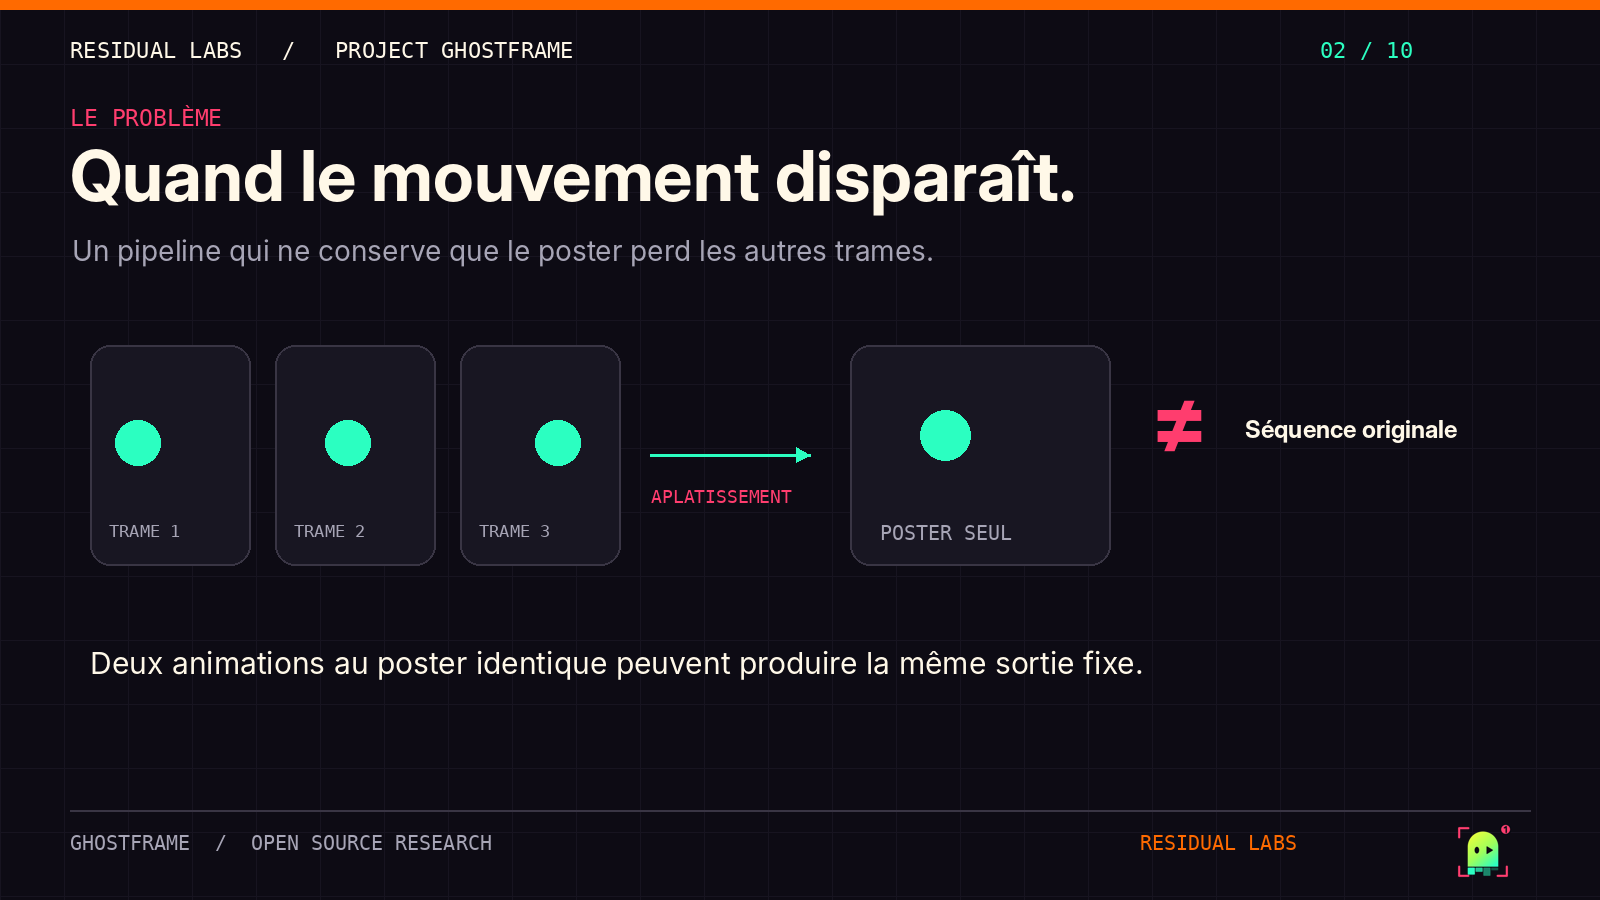 RESIDUAL LABS / PROJECT GHOSTFRAME
02 / 10
LE PROBLÈME
Quand le mouvement disparaît.
Un pipeline qui ne conserve que le poster perd les autres trames.
TRAME 1
TRAME 2
TRAME 3
APLATISSEMENT
POSTER SEUL
≠
Séquence originale
Deux animations au poster identique peuvent produire la même sortie fixe.
GHOSTFRAME / OPEN SOURCE RESEARCH
RESIDUAL LABS
1